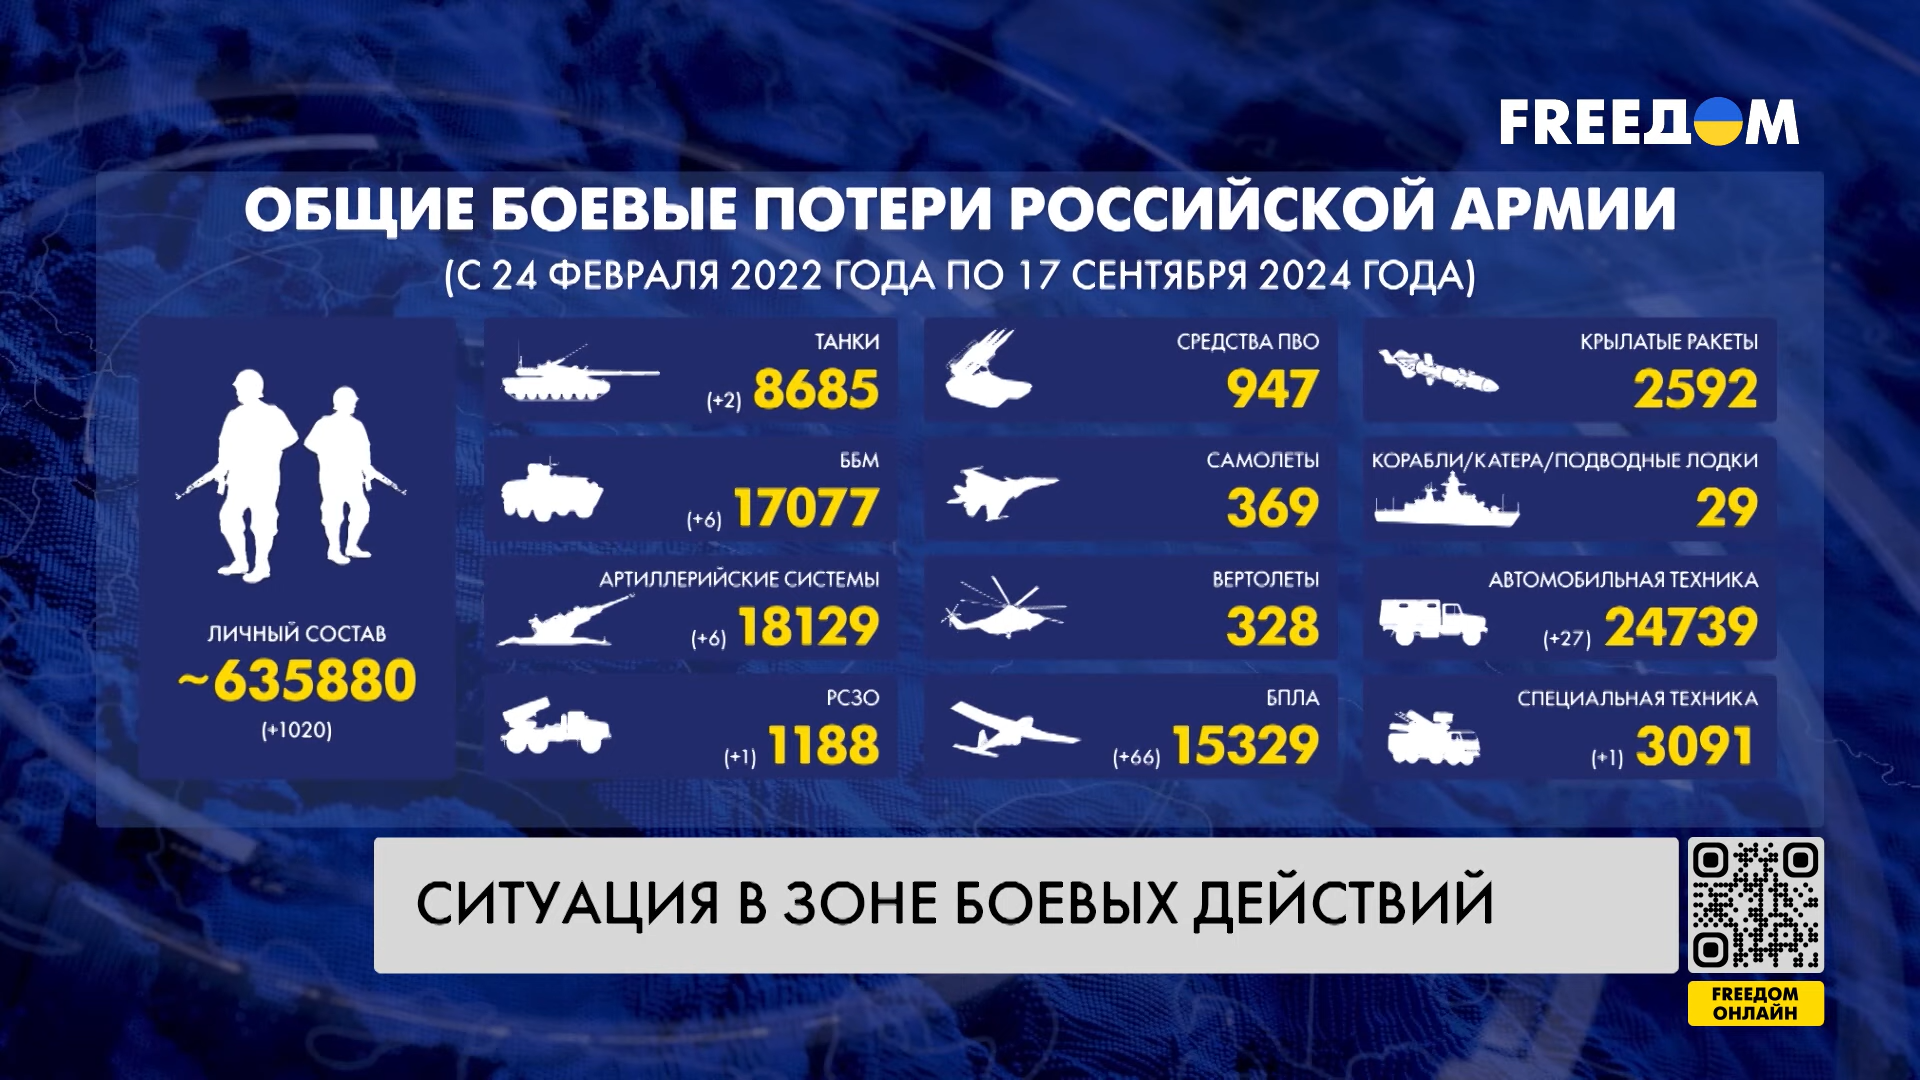 FREEДOM
ОБЩИЕ БОЕВЫЕ ПОТЕРИ РОССИЙСКОЙ АРМИИ
(С 24 ФЕВРАЛЯ 2022 ГОДА ПО 17 СЕНТЯБРЯ 2024 ГОДА)
ЛИЧНЫЙ СОСТАВ
~635880
(+1020)
ТАНКИ
(+2) 8685
ББМ
(+6) 17077
АРТИЛЛЕРИЙСКИЕ СИСТЕМЫ
(+6) 18129
РСЗО
(+1) 1188
СРЕДСТВА ПВО
947
САМОЛЕТЫ
369
ВЕРТОЛЕТЫ
328
БПЛА
(+66) 15329
КРЫЛАТЫЕ РАКЕТЫ
2592
КОРАБЛИ/КАТЕРА/ПОДВОДНЫЕ ЛОДКИ
29
АВТОМОБИЛЬНАЯ ТЕХНИКА
(+27) 24739
СПЕЦИАЛЬНАЯ ТЕХНИКА
(+1) 3091
СИТУАЦИЯ В ЗОНЕ БОЕВЫХ ДЕЙСТВИЙ
FREEДOM
ОНЛАЙН